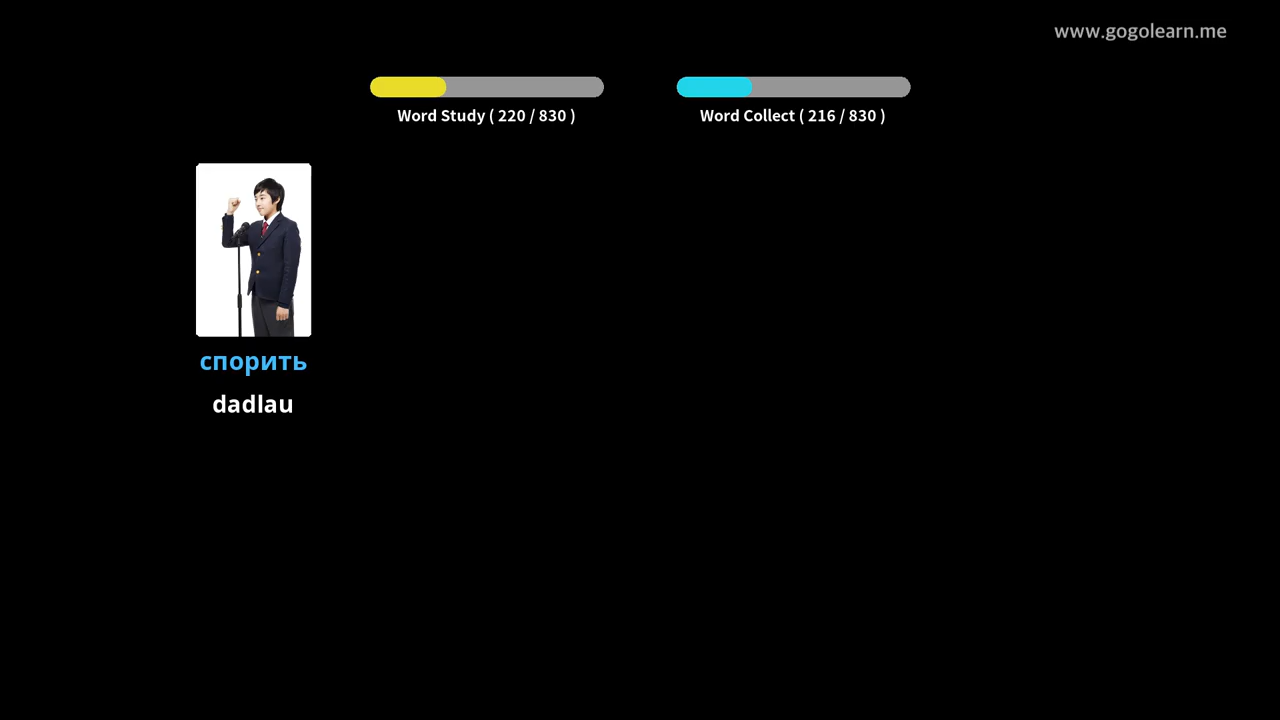 www.gogolearn.me
Word Study ( 220 / 830 )
Word Collect ( 216 / 830 )
спорить
dadlau